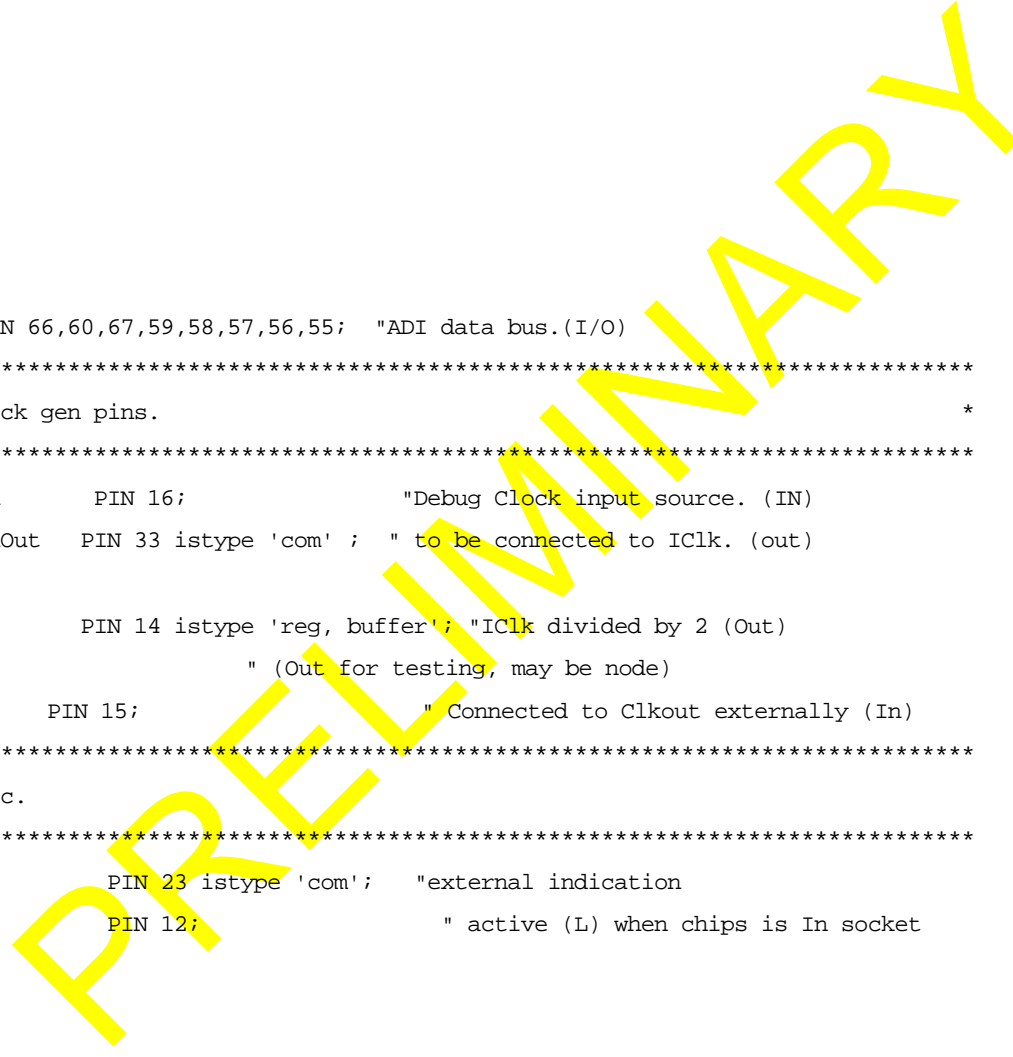 N 66,60,67,59,58,57,56,55; "ADI data bus.(I/O)
*************************************************************************
ck gen pins. *
*************************************************************************
PIN 16; "Debug Clock input source. (IN)
Out PIN 33 istype 'com' ; " to be connected to IClk. (out)
PIN 14 istype 'reg, buffer'; "IClk divided by 2 (Out)
" (Out for testing, may be node)
PIN 15; " Connected to Clkout externally (In)
*************************************************************************
c.
*************************************************************************
PIN 23 istype 'com'; "external indication
PIN 12; " active (L) when chips is In socket
PRELIMINARY